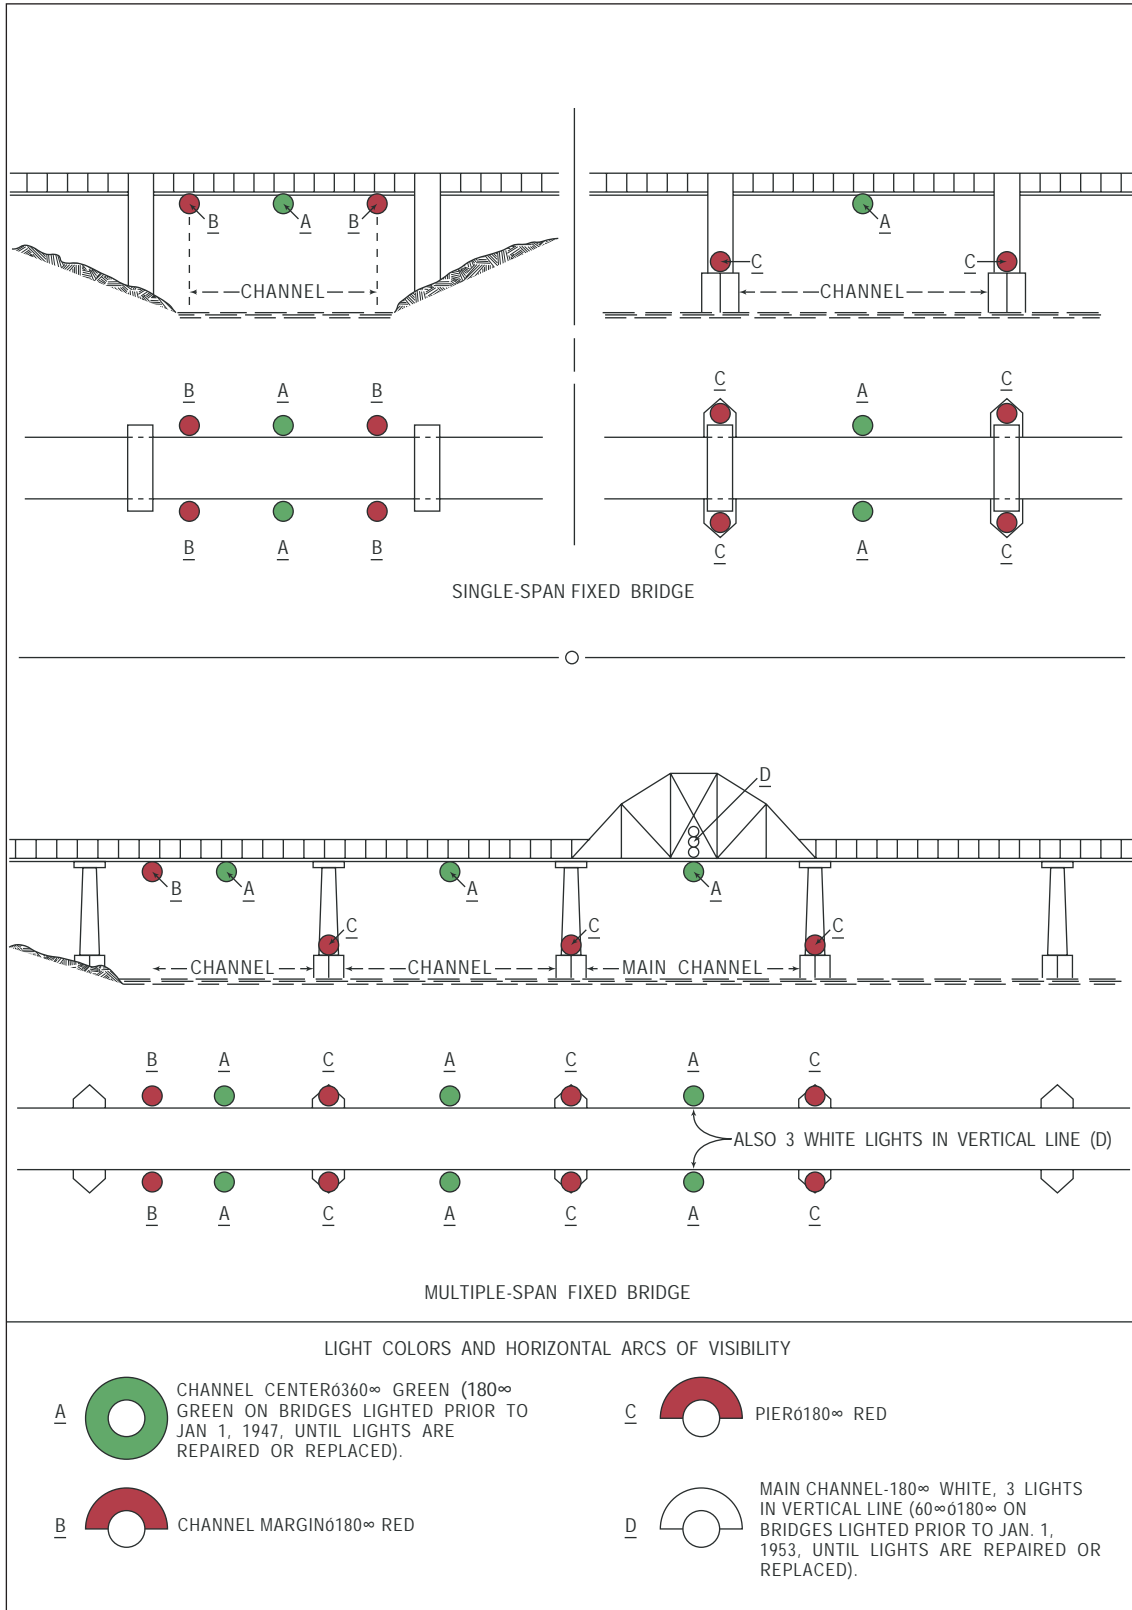 B A B
A
C C
CHANNEL
CHANNEL
B A B
C A C
B A B
C A C
SINGLE-SPAN FIXED BRIDGE
D
B A A A
C C C
CHANNEL CHANNEL MAIN CHANNEL
B A C A C A C
ALSO 3 WHITE LIGHTS IN VERTICAL LINE (D)
B A C A C A C
MULTIPLE-SPAN FIXED BRIDGE
LIGHT COLORS AND HORIZONTAL ARCS OF VISIBILITY
A
CHANNEL CENTERó360∞ GREEN (180∞
GREEN ON BRIDGES LIGHTED PRIOR TO
JAN 1, 1947, UNTIL LIGHTS ARE
REPAIRED OR REPLACED).
B
CHANNEL MARGINó180∞ RED
C
PIERó180∞ RED
D
MAIN CHANNEL-180∞ WHITE, 3 LIGHTS
IN VERTICAL LINE (60∞ó180∞ ON
BRIDGES LIGHTED PRIOR TO JAN. 1,
1953, UNTIL LIGHTS ARE REPAIRED OR
REPLACED).